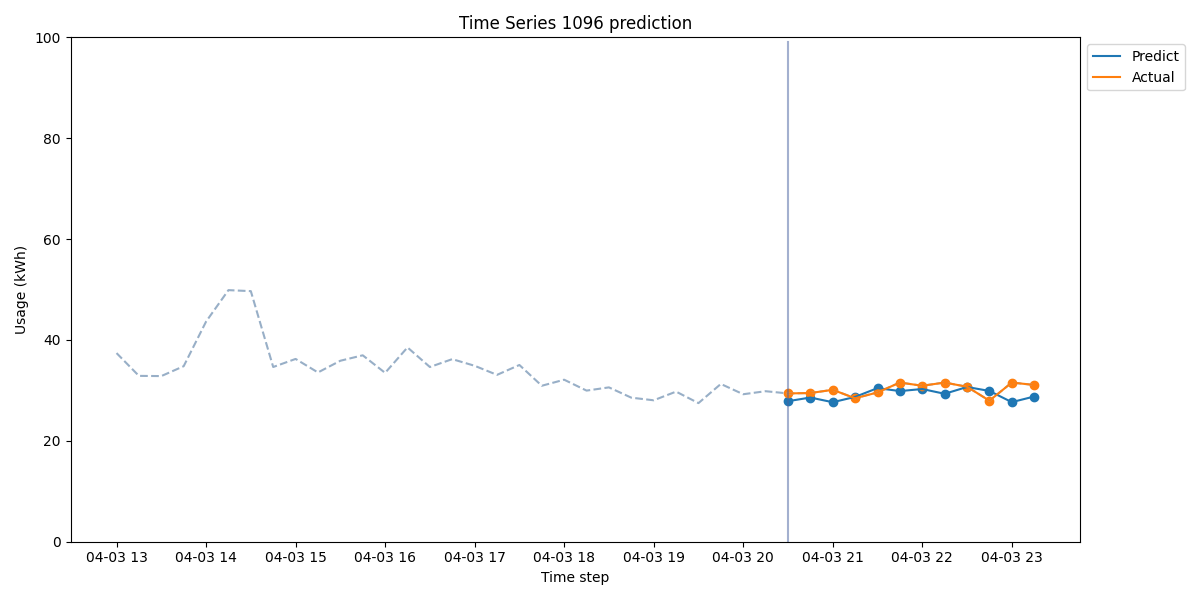 Time Series 1096 prediction
Predict
Actual
Usage (kWh)
100
80
60
40
20
0
04-03 13 04-03 14 04-03 15 04-03 16 04-03 17 04-03 18 04-03 19 04-03 20 04-03 21 04-03 22 04-03 23
Time step